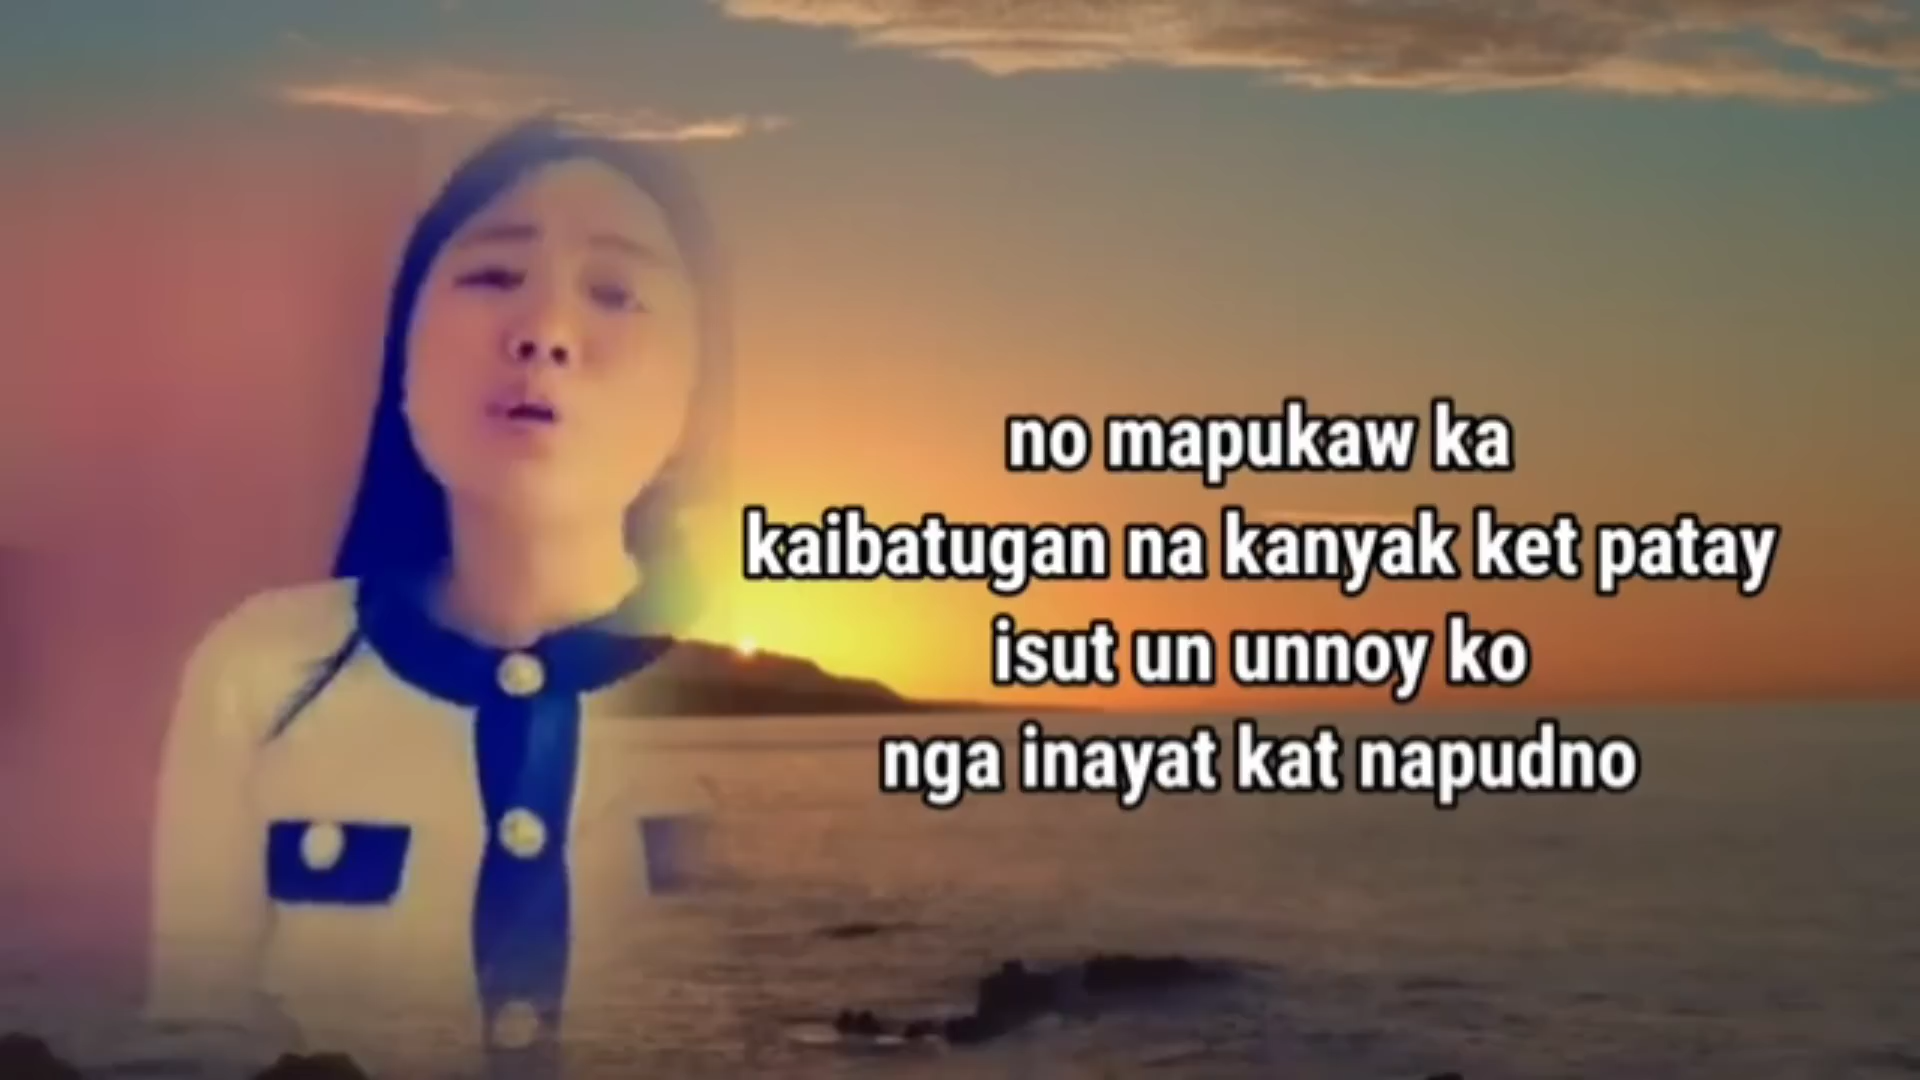 no mapukaw ka
kaibatugan na kanyak ket patay
isut un unnoy ko
nga inayat kat napudno